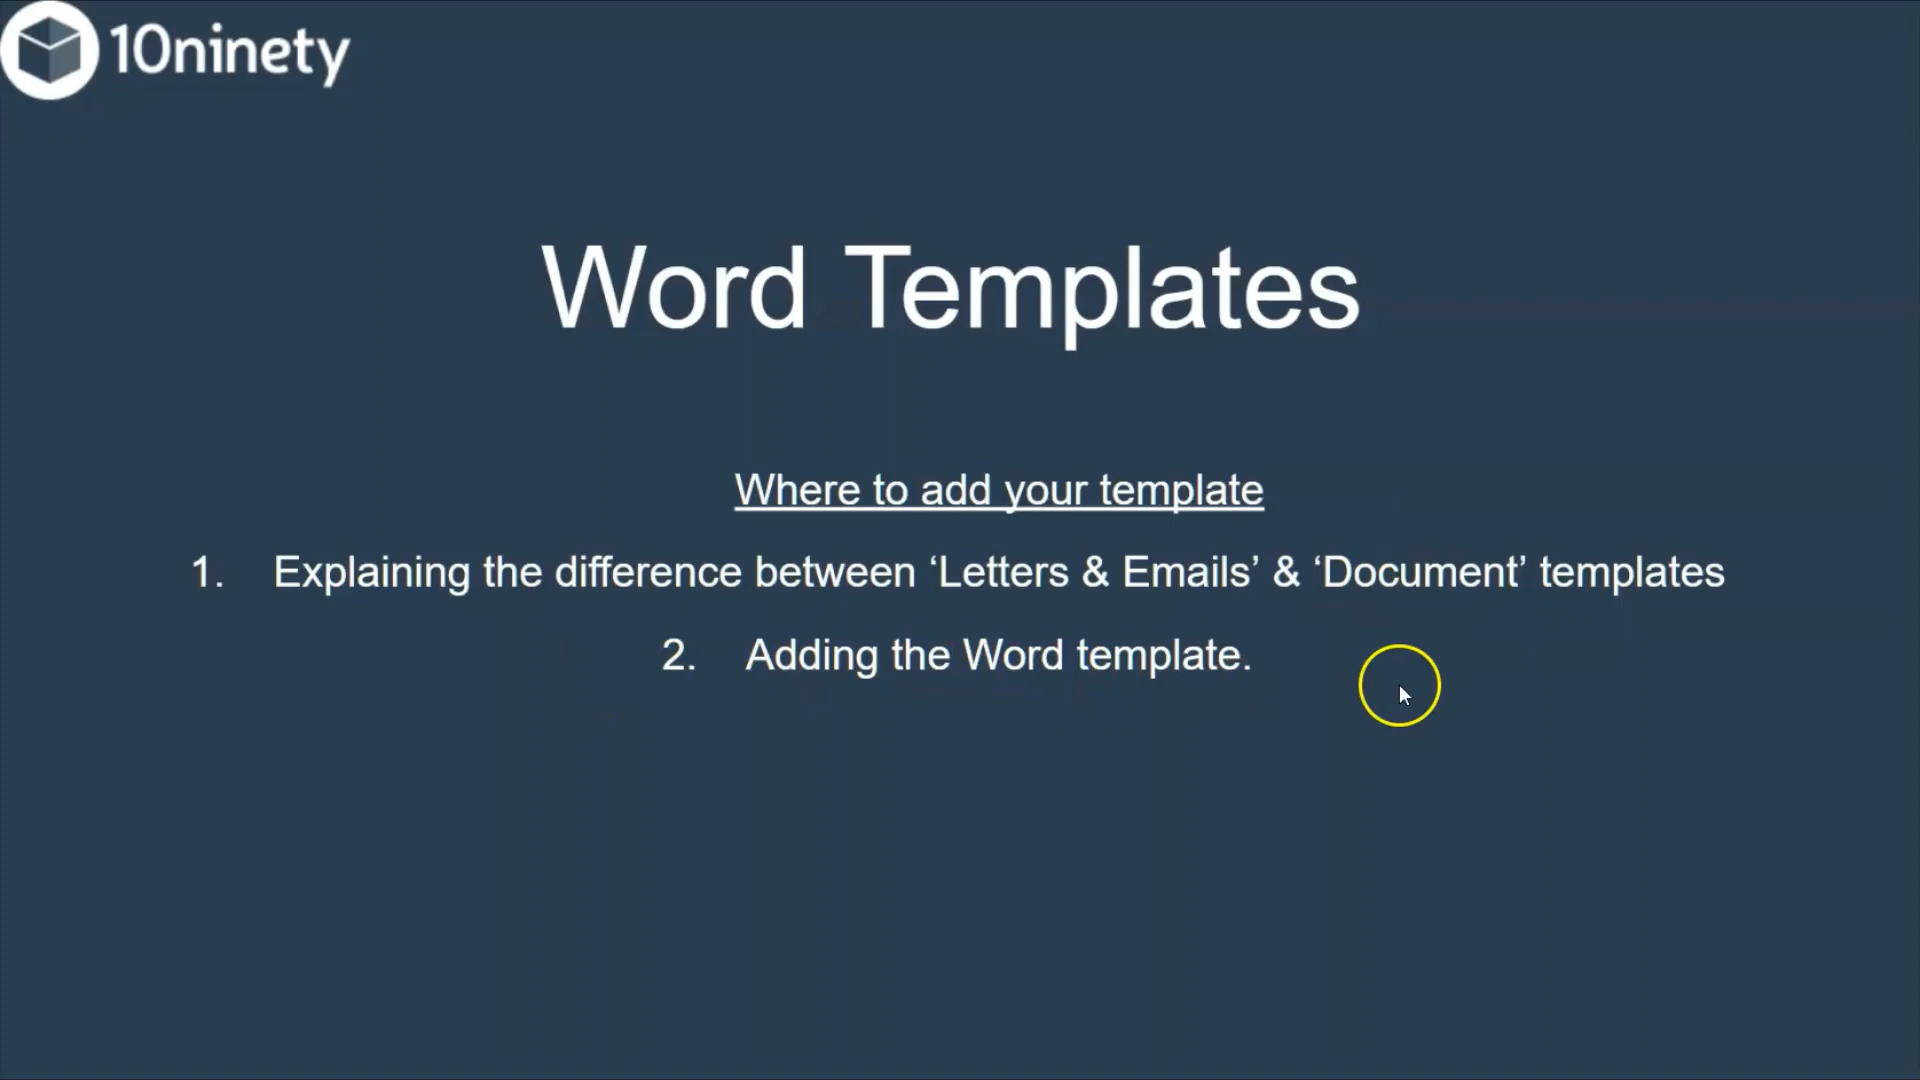 10ninety
Word Templates
Where to add your template
1. Explaining the difference between ‘Letters & Emails’ & ‘Document’ templates
2. Adding the Word template.